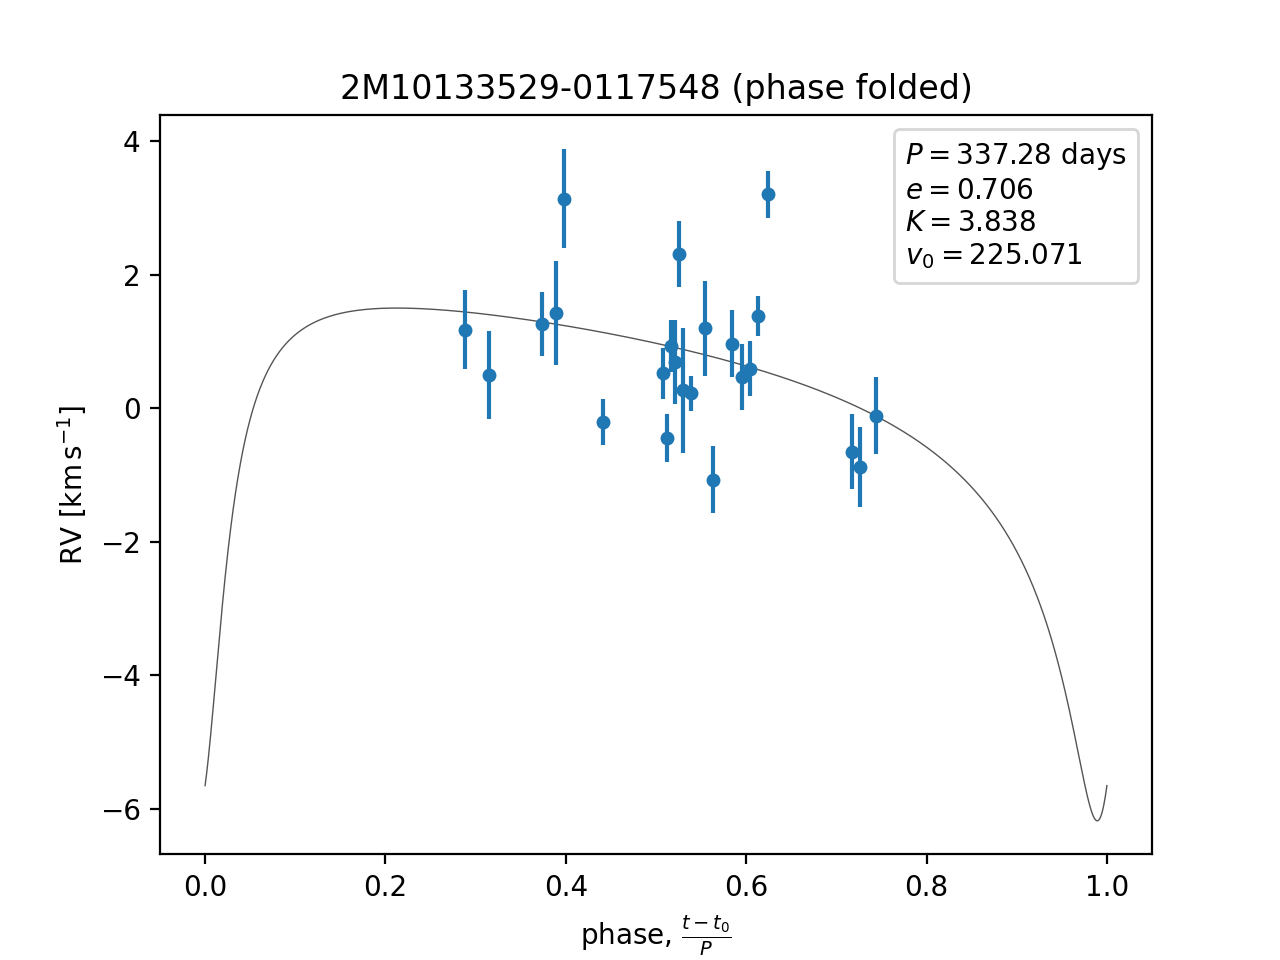 2M10133529-0117548 (phase folded)
P = 337.28 days
e = 0.706
K = 3.838
v₀ = 225.071
4
2
0
−2
−4
−6
RV [km s⁻¹]
0.0 0.2 0.4 0.6 0.8 1.0
phase, (t − t₀)/P